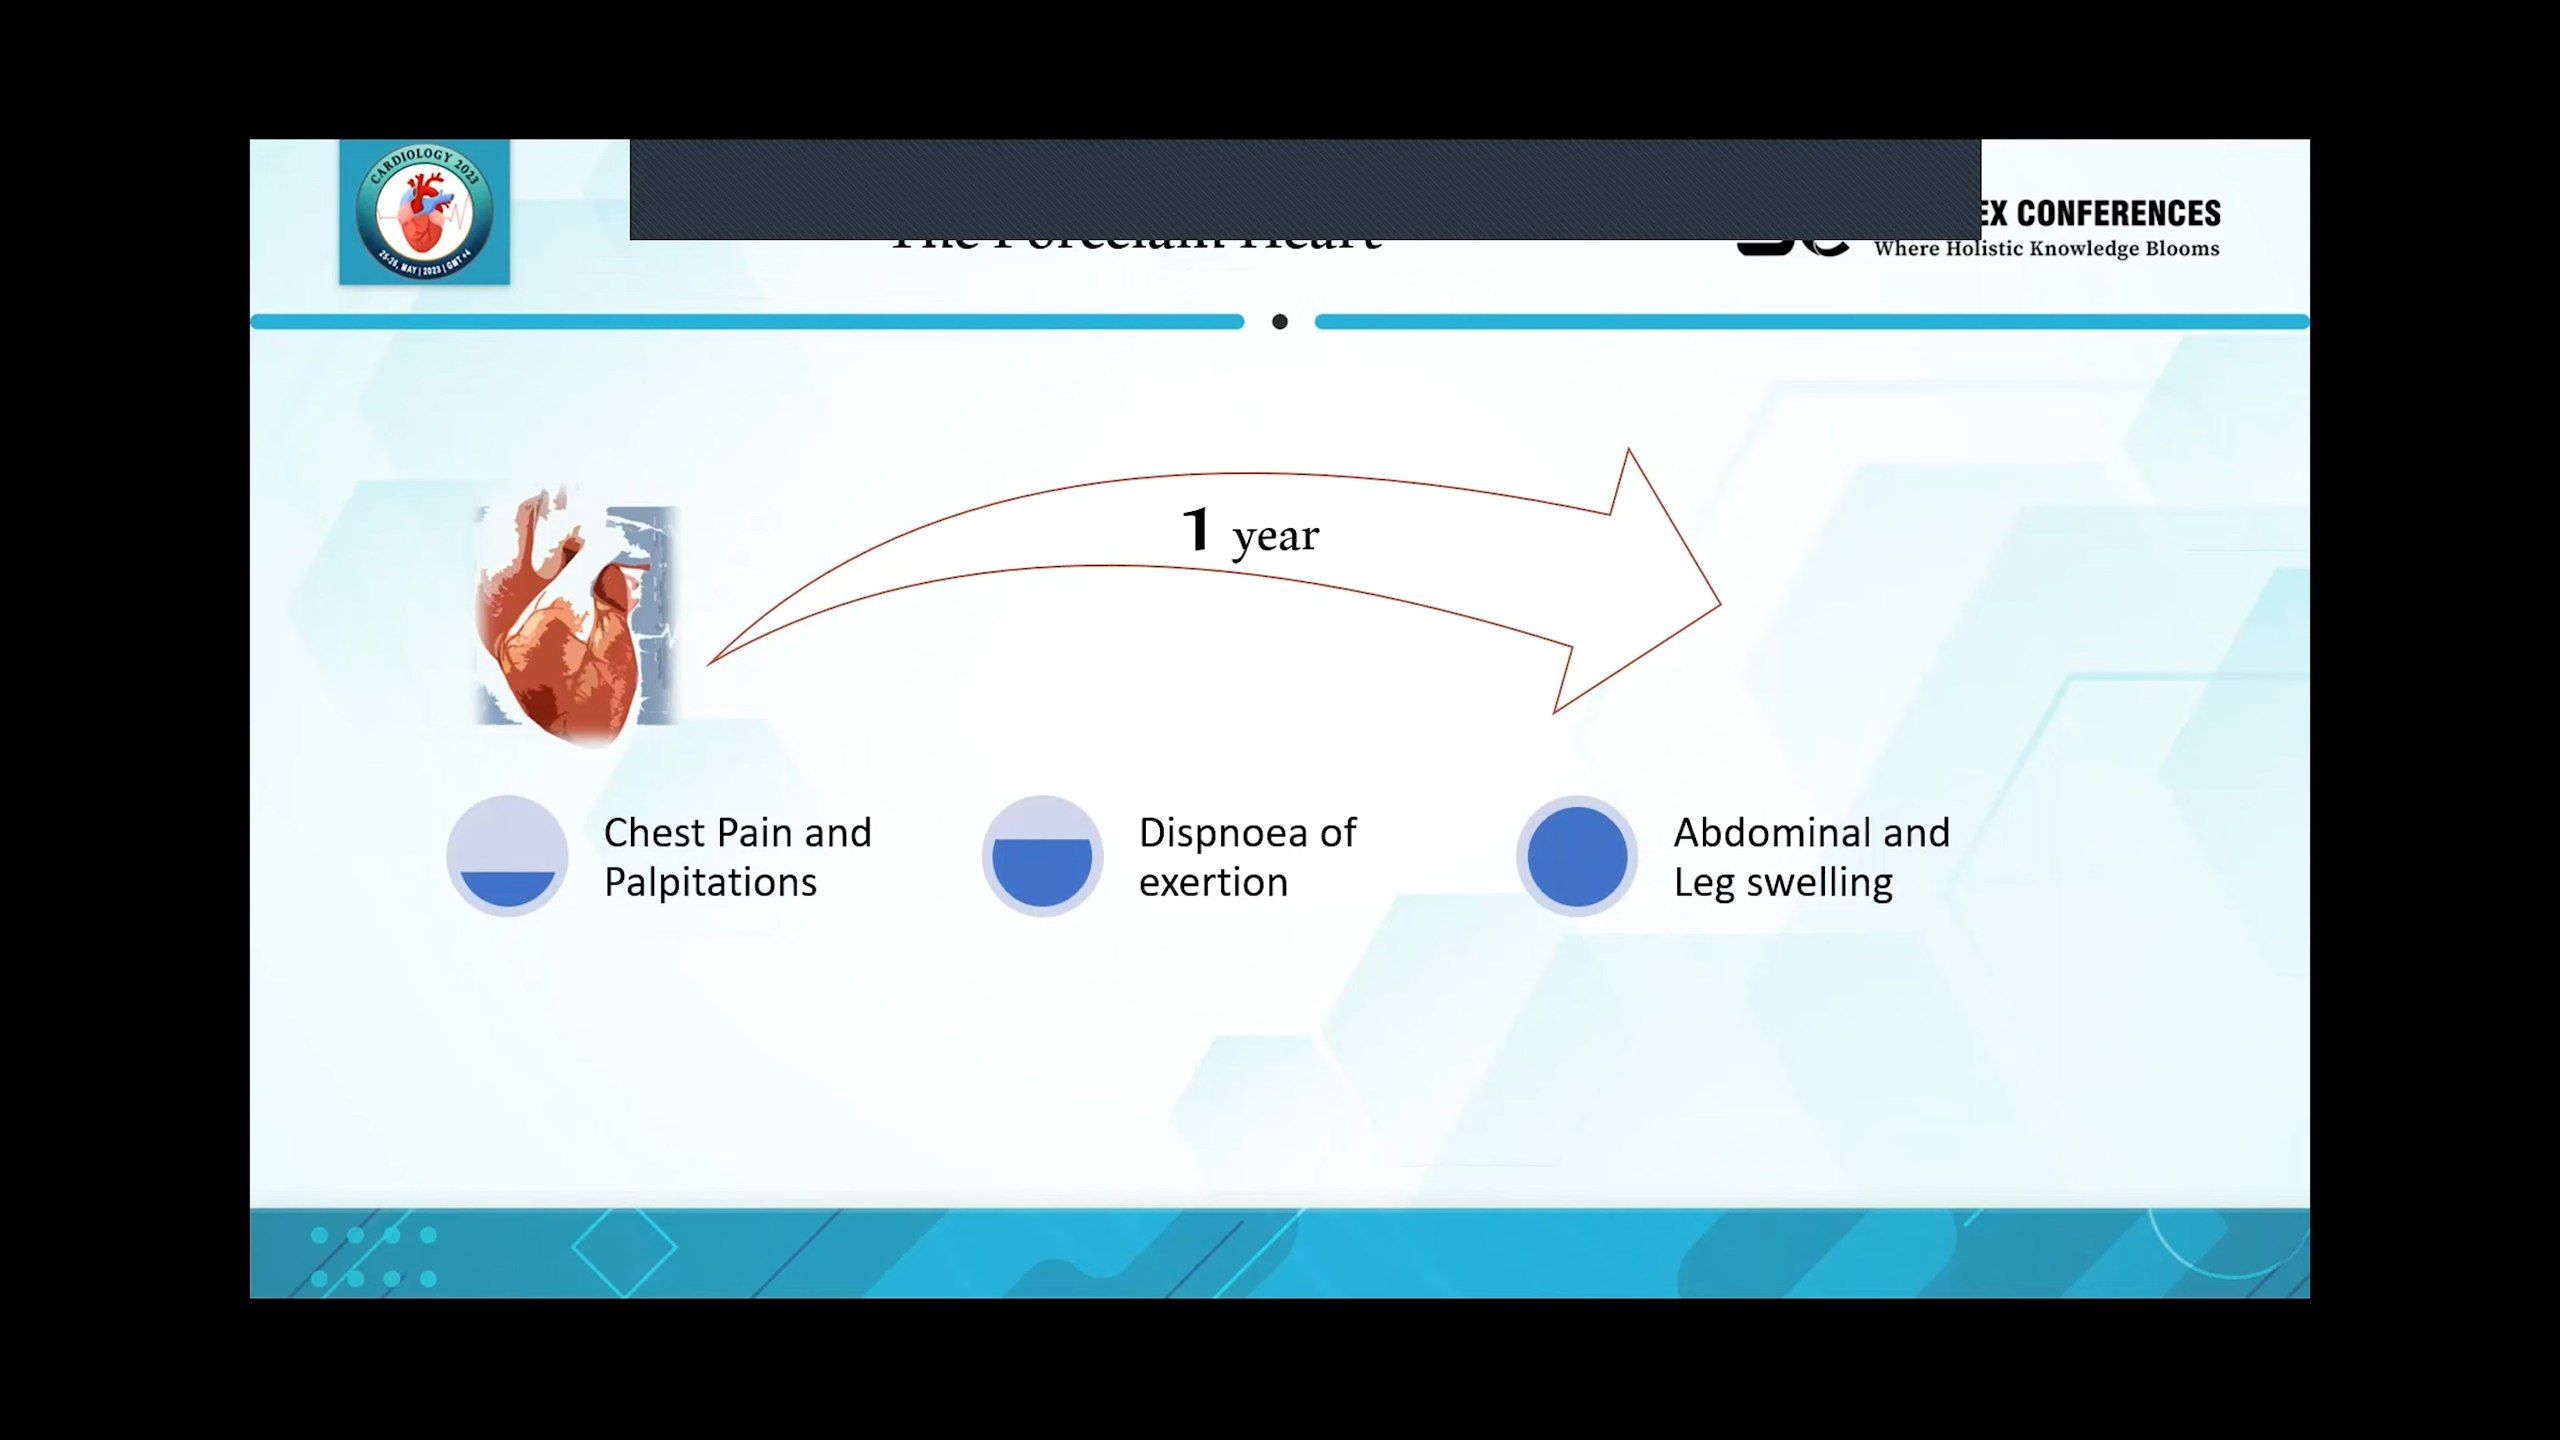 CARDIOLOGY 2023
25-26, MAY | 2023 | GMT +4
The Porcelain Heart
EX CONFERENCES
Where Holistic Knowledge Blooms
1 year
Chest Pain and
Palpitations
Dispnoea of
exertion
Abdominal and
Leg swelling